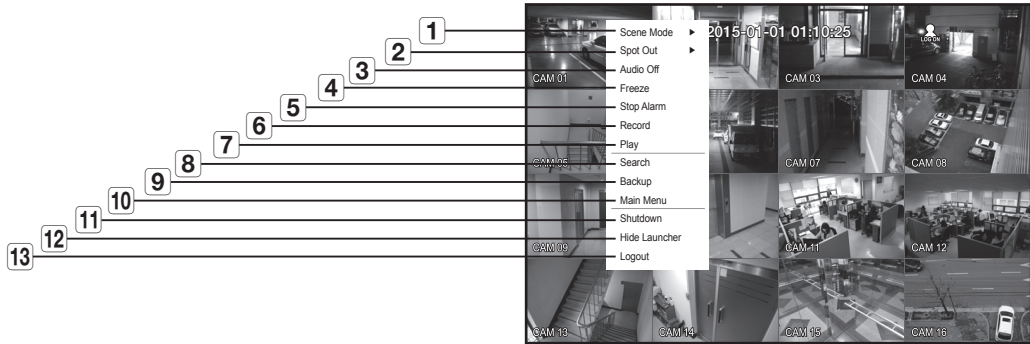 1 Scene Mode ▶
2 Spot Out ▶
3 Audio Off
4 Freeze
5 Stop Alarm
6 Record
7 Play
8 Search
9 Backup
10 Main Menu
11 Shutdown
12 Hide Launcher
13 Logout
2015-01-01 01:10:25
LOG ON
CAM 01
CAM 03
CAM 04
CAM 05
CAM 07
CAM 08
CAM 09
CAM 11
CAM 12
CAM 13
CAM 14
CAM 15
CAM 16